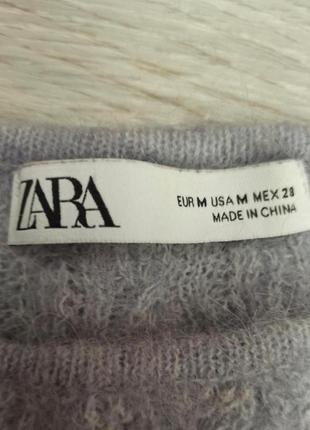 ZARA
EUR M USA M MEX 28
MADE IN CHINA